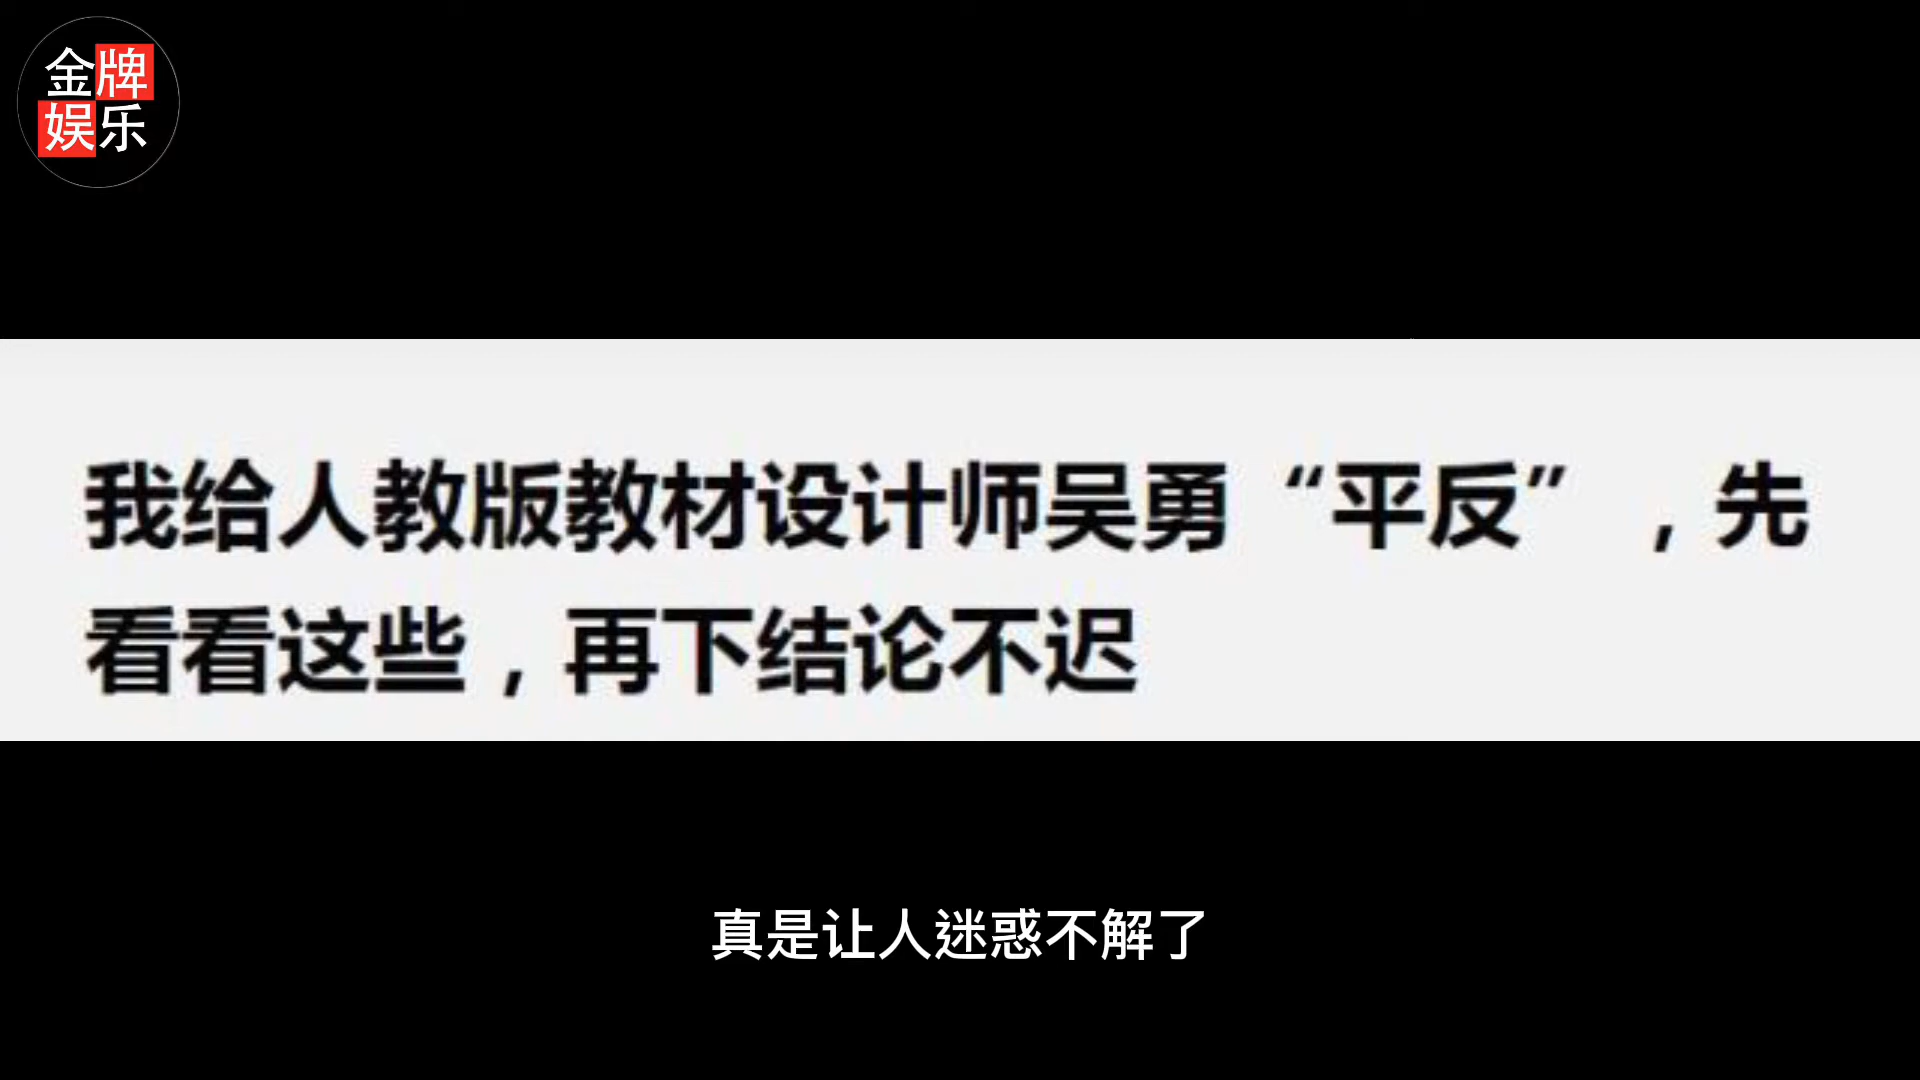 金牌
娱乐
我给人教版教材设计师吴勇“平反”，先
看看这些，再下结论不迟
真是让人迷惑不解了